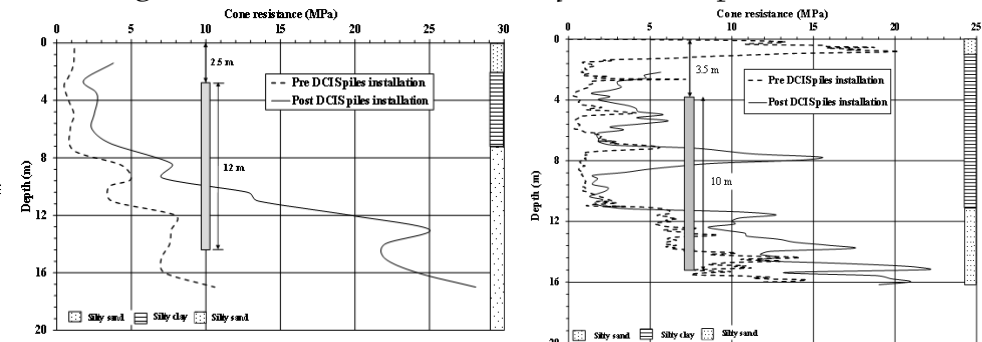 Cone resistance (MPa)
0 5 10 15 20 25 30
0
4
8
12
16
20
Depth (m)
2.5 m
12 m
Pre DCIS piles installation
Post DCIS piles installation
Silty sand Silty clay Silty sand
Cone resistance (MPa)
0 5 10 15 20 25
0
4
8
12
16
Depth (m)
3.5 m
10 m
Pre DCIS piles installation
Post DCIS piles installation
Silty sand Silty clay Silty sand